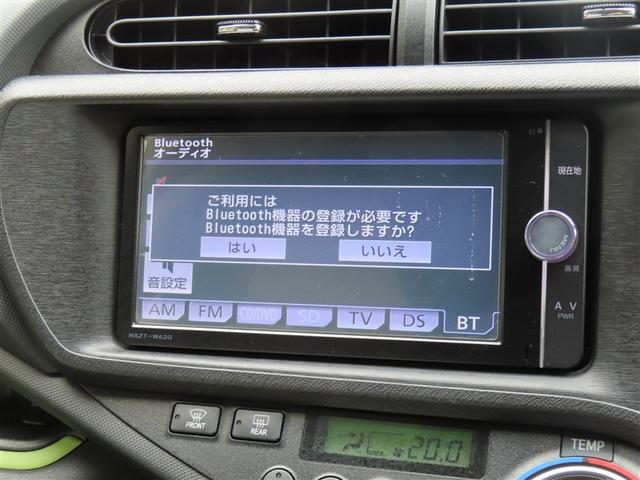 Bluetooth
オーディオ
ご利用には
Bluetooth機器の登録が必要です
Bluetooth機器を登録しますか?
はい
いいえ
音設定
AM
FM
CD/DVD
SD
TV
DS
BT
NSZT-W62G
現在地
MENU
画質
A V
PWR
FRONT
REAR
20.0
TEMP